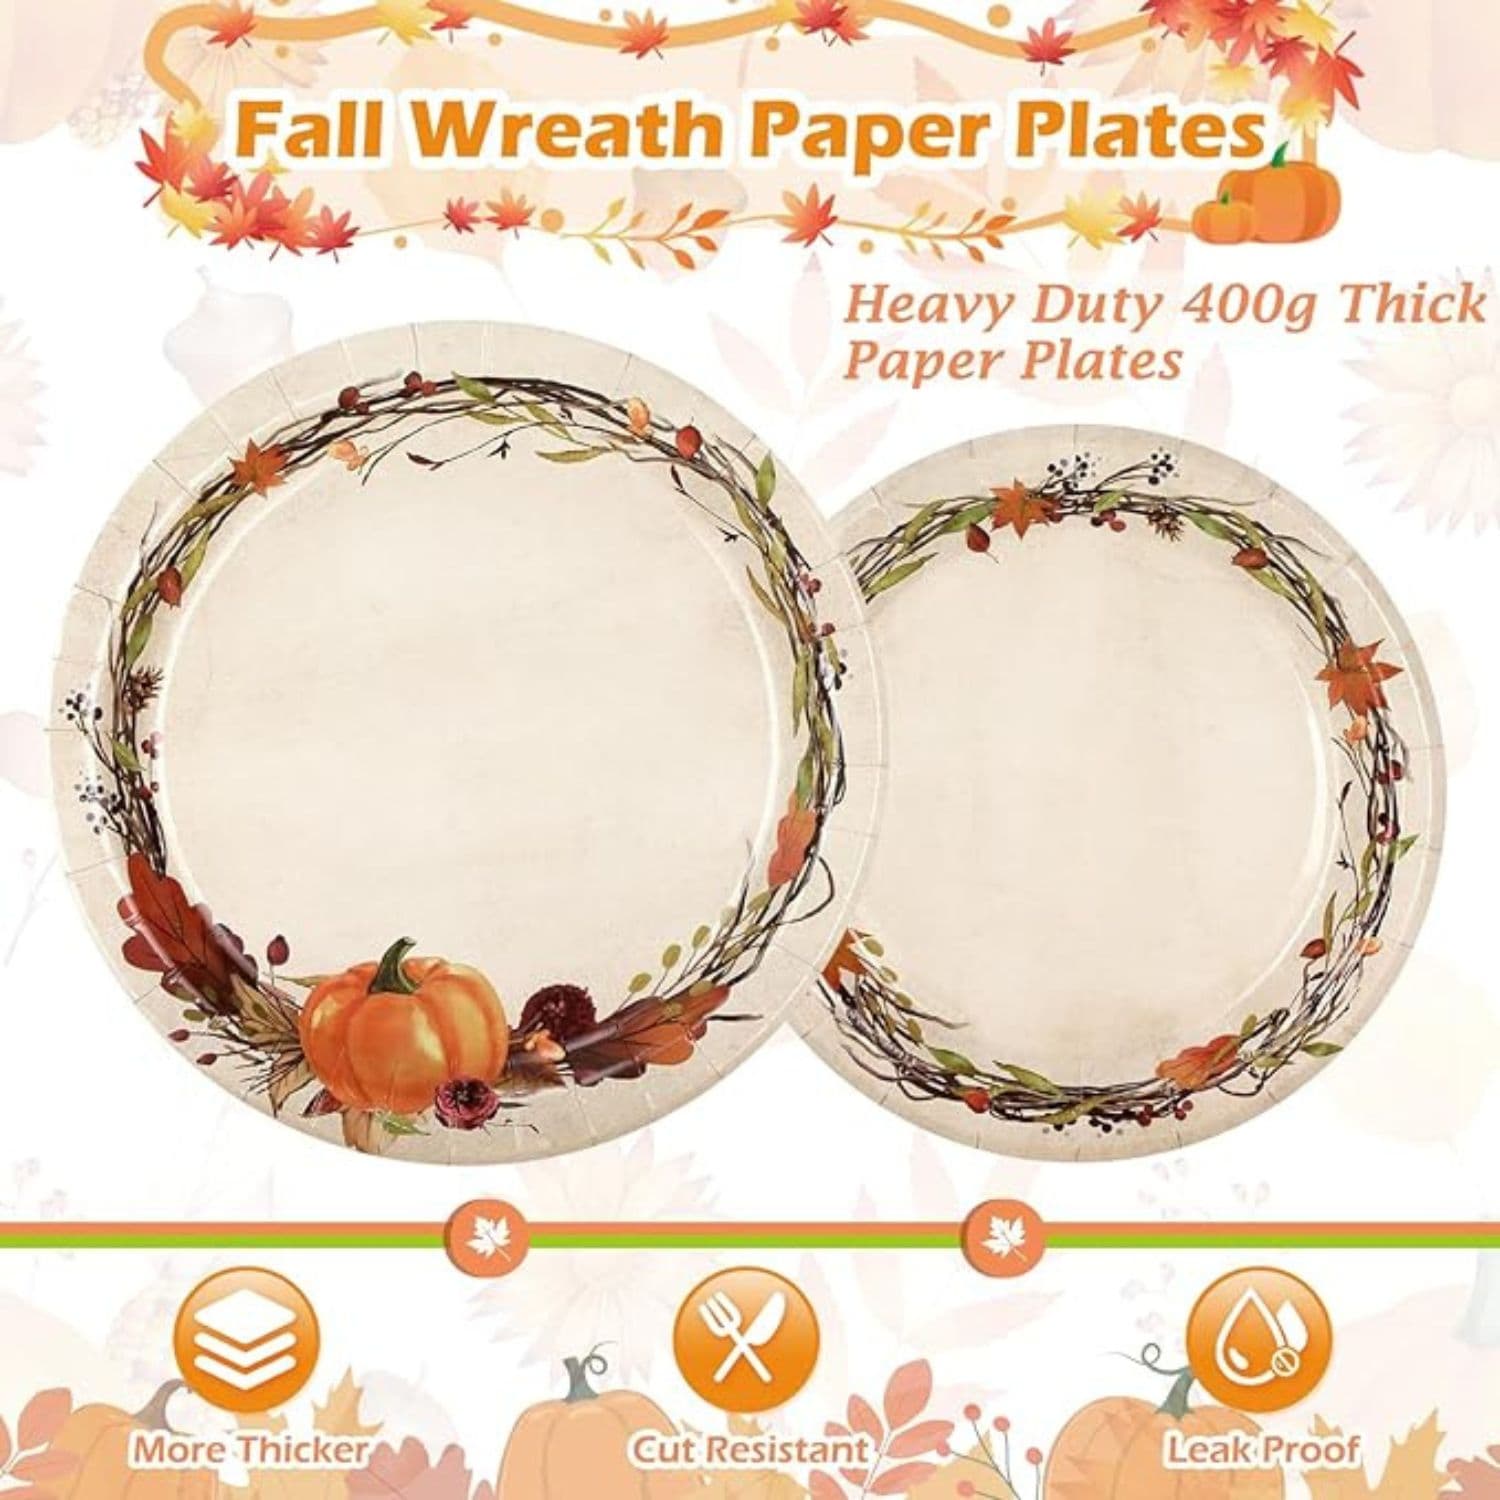 Fall Wreath Paper Plates
Heavy Duty 400g Thick
Paper Plates
More Thicker
Cut Resistant
Leak Proof